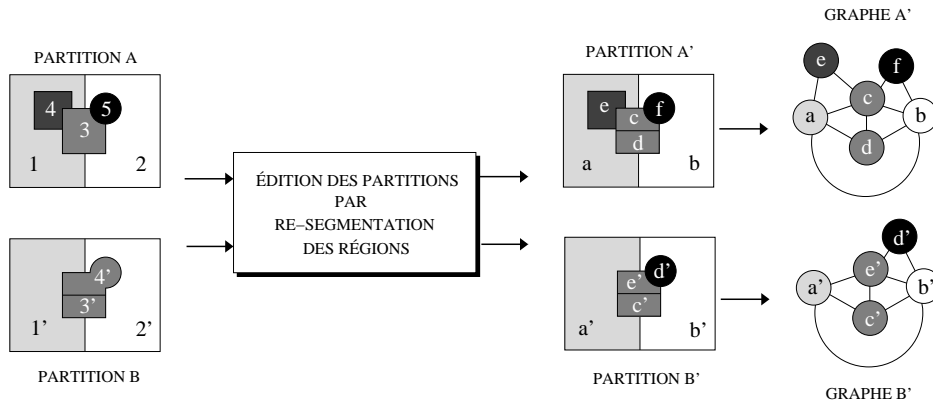 GRAPHE A'
PARTITION A
PARTITION A'
4
5
3
1
2
e
f
c
d
a
b
e
f
c
a
b
d
ÉDITION DES PARTITIONS
PAR
RE-SEGMENTATION
DES RÉGIONS
4'
3'
1'
2'
e'
d'
c'
a'
b'
d'
e'
a'
b'
c'
PARTITION B
PARTITION B'
GRAPHE B'